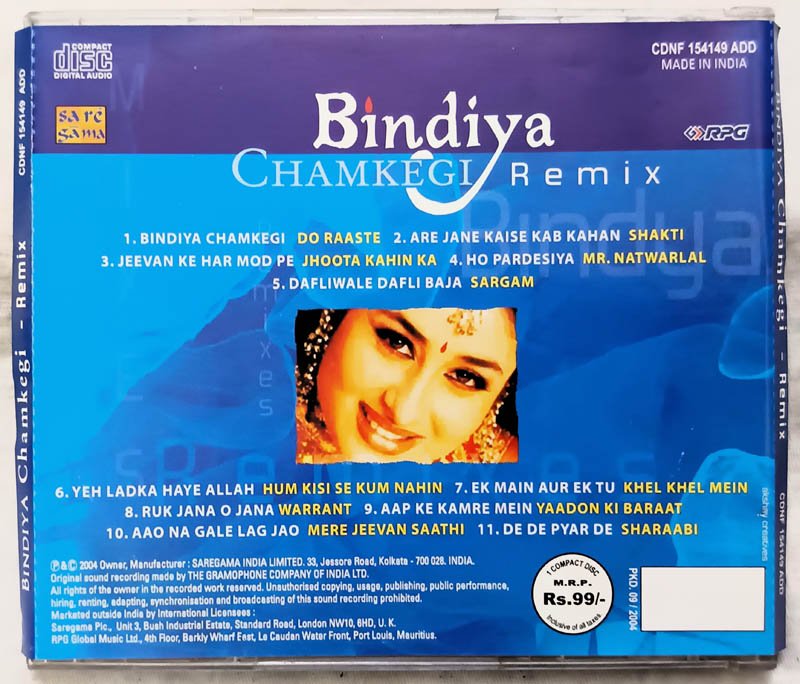 COMPACT
disc
DIGITAL AUDIO
CDNF 154149 ADD
MADE IN INDIA
sa re
ga ma
RPG
Bindiya
CHAMKEGI Remix
1. BINDIYA CHAMKEGI DO RAASTE 2. ARE JANE KAISE KAB KAHAN SHAKTI
3. JEEVAN KE HAR MOD PE JHOOTA KAHIN KA 4. HO PARDESIYA MR. NATWARLAL
5. DAFLIWALE DAFLI BAJA SARGAM
6. YEH LADKA HAYE ALLAH HUM KISI SE KUM NAHIN 7. EK MAIN AUR EK TU KHEL KHEL MEIN
8. RUK JANA O JANA WARRANT 9. AAP KE KAMRE MEIN YAADON KI BARAAT
10. AAO NA GALE LAG JAO MERE JEEVAN SAATHI 11. DE DE PYAR DE SHARAABI
℗ & © 2004 Owner, Manufacturer : SAREGAMA INDIA LIMITED. 33, Jessore Road, Kolkata - 700 028. INDIA.
Original sound recording made by THE GRAMOPHONE COMPANY OF INDIA LTD.
All rights of the owner in the recorded work reserved. Unauthorised copying, usage, publishing, public performance,
hiring, renting, adapting, synchronisation and broadcasting of this sound recording prohibited.
Marketed outside India by International Licensees :
Saregama Plc., Unit 3, Bush Industrial Estate, Standard Road, London NW10, 6HD, U. K.
RPG Global Music Ltd., 4th Floor, Barkly Wharf East, Le Caudan Water Front, Port Louis, Mauritius.
1 COMPACT DISC
M.R.P.
Rs.99/-
Inclusive of all taxes
PKD. 09 / 2004
akshiny creatives
BINDIYA Chamkegi - Remix
CDNF 154149 ADD
BINDIYA Chamkegi - Remix
CDNF 154149 ADD
Bindya
remixes